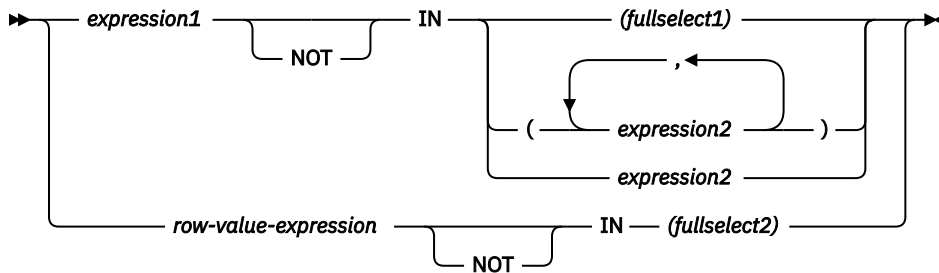 expression1 IN (fullselect1)
NOT
,
( expression2 )
expression2
row-value-expression IN (fullselect2)
NOT